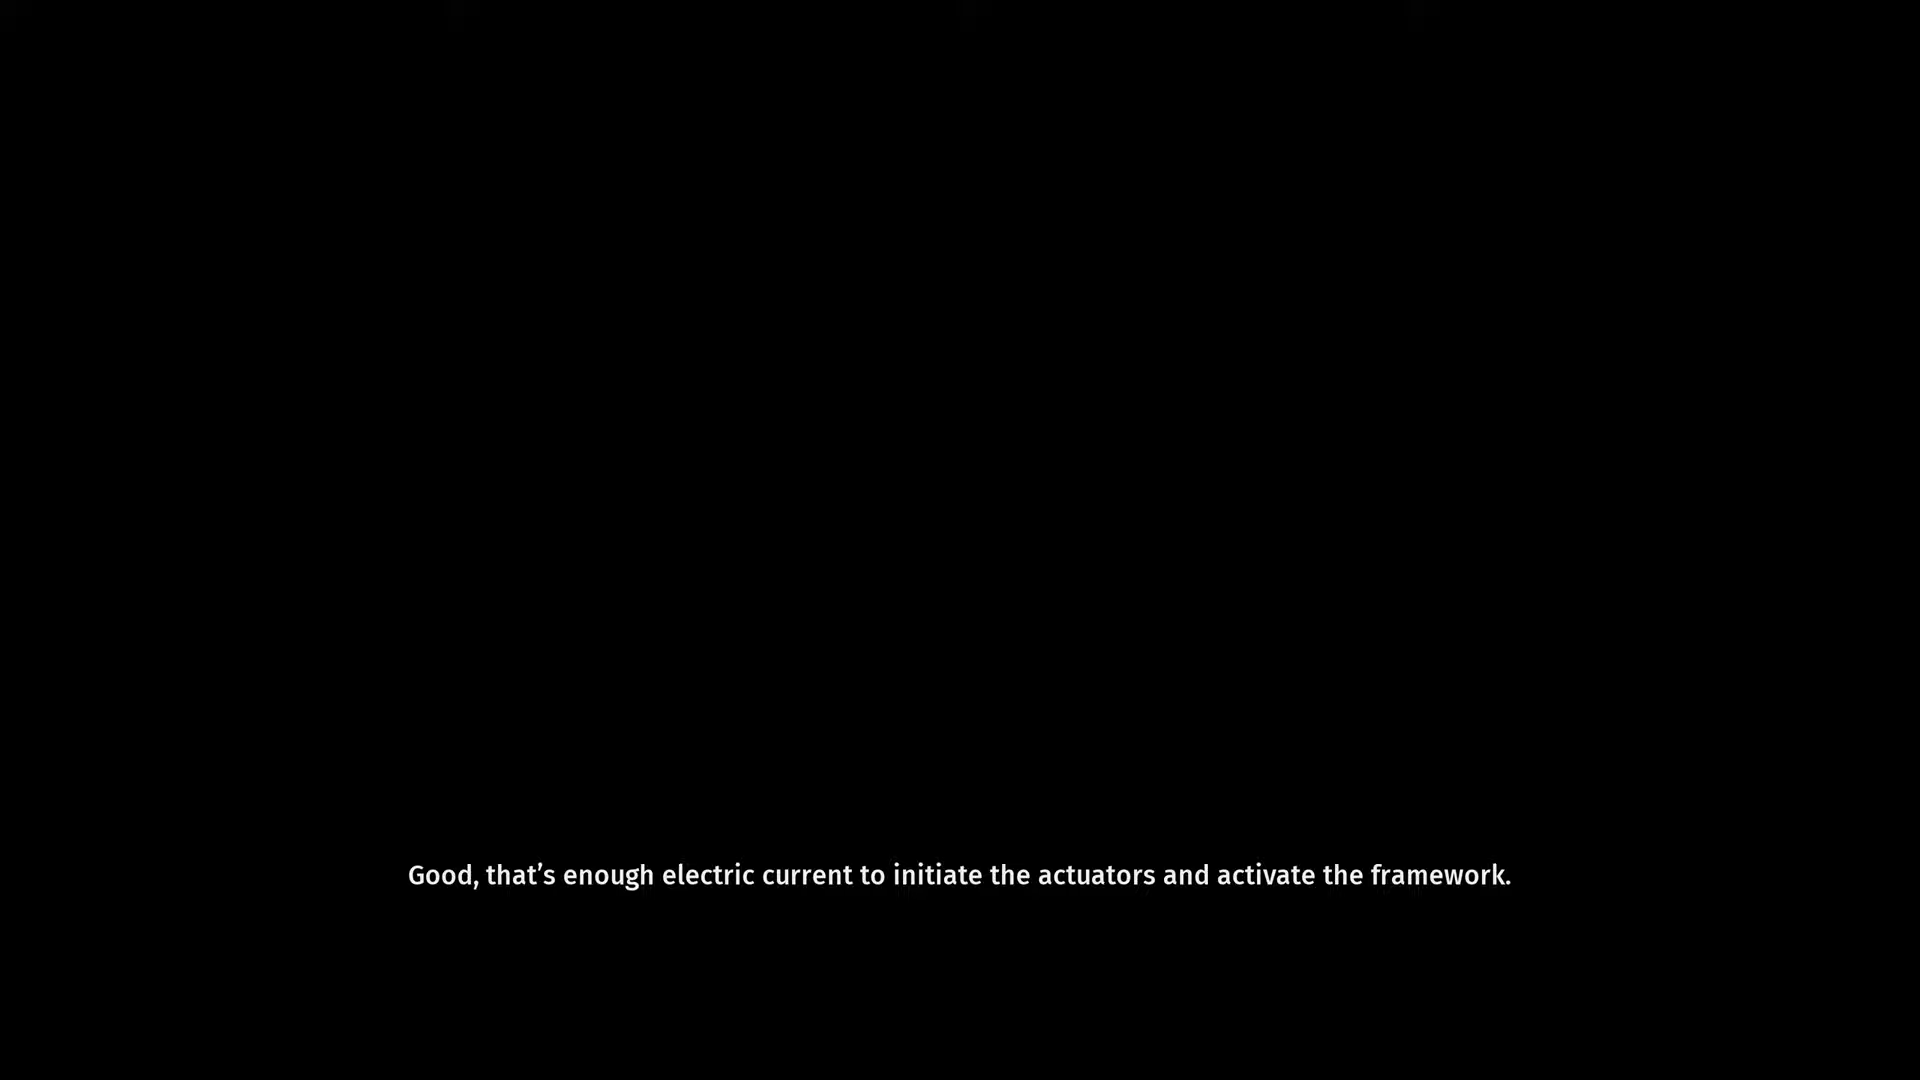 Good, that’s enough electric current to initiate the actuators and activate the framework.